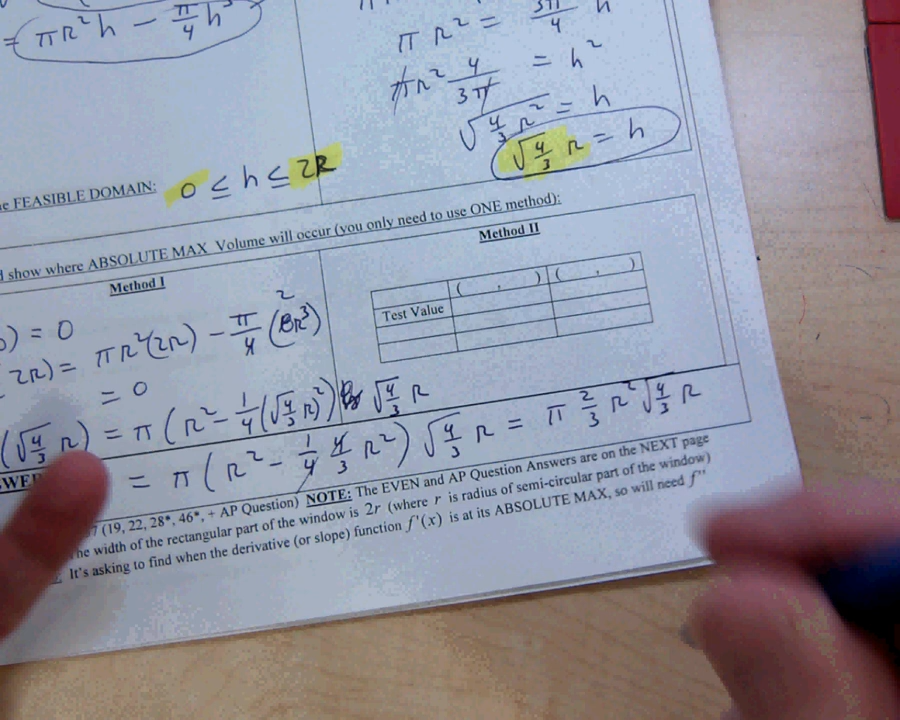 = πR²h − π/4 h³
πR² = 3π/4 h
πR² 4/3π = h²
√4/3 R² = h
√4/3 R = h
FEASIBLE DOMAIN: 0 ≤ h ≤ 2R
show where ABSOLUTE MAX Volume will occur (you only need to use ONE method):
Method I
Method II
( , ) ( , )
Test Value
) = 0
2R) = πR²(2R) − π/4 (8R³)
2
= 0
(√4/3 R) = π(R² − 1/4(√4/3 R)²) √4/3 R
= π(R² − 1/4 4/3 R²) √4/3 R = π 2/3 R² √4/3 R
7 (19, 22, 28*, 46*, + AP Question) NOTE: The EVEN and AP Question Answers are on the NEXT page
he width of the rectangular part of the window is 2r (where r is radius of semi-circular part of the window)
It's asking to find when the derivative (or slope) function f'(x) is at its ABSOLUTE MAX, so will need f''